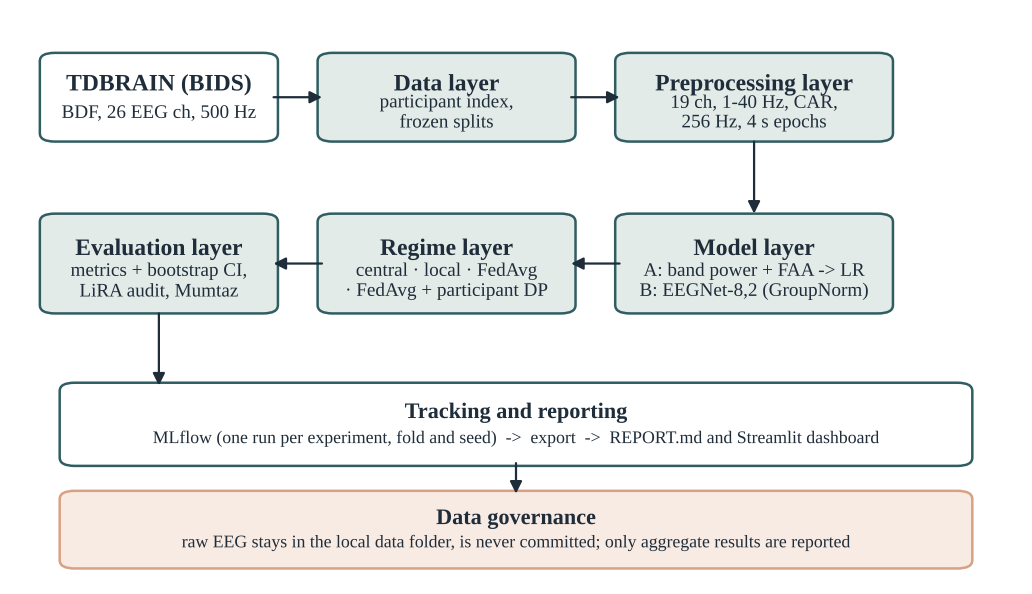 TDBRAIN (BIDS)
BDF, 26 EEG ch, 500 Hz
Data layer
participant index,
frozen splits
Preprocessing layer
19 ch, 1-40 Hz, CAR,
256 Hz, 4 s epochs
Evaluation layer
metrics + bootstrap CI,
LiRA audit, Mumtaz
Regime layer
central · local · FedAvg
· FedAvg + participant DP
Model layer
A: band power + FAA -> LR
B: EEGNet-8,2 (GroupNorm)
Tracking and reporting
MLflow (one run per experiment, fold and seed) -> export -> REPORT.md and Streamlit dashboard
Data governance
raw EEG stays in the local data folder, is never committed; only aggregate results are reported